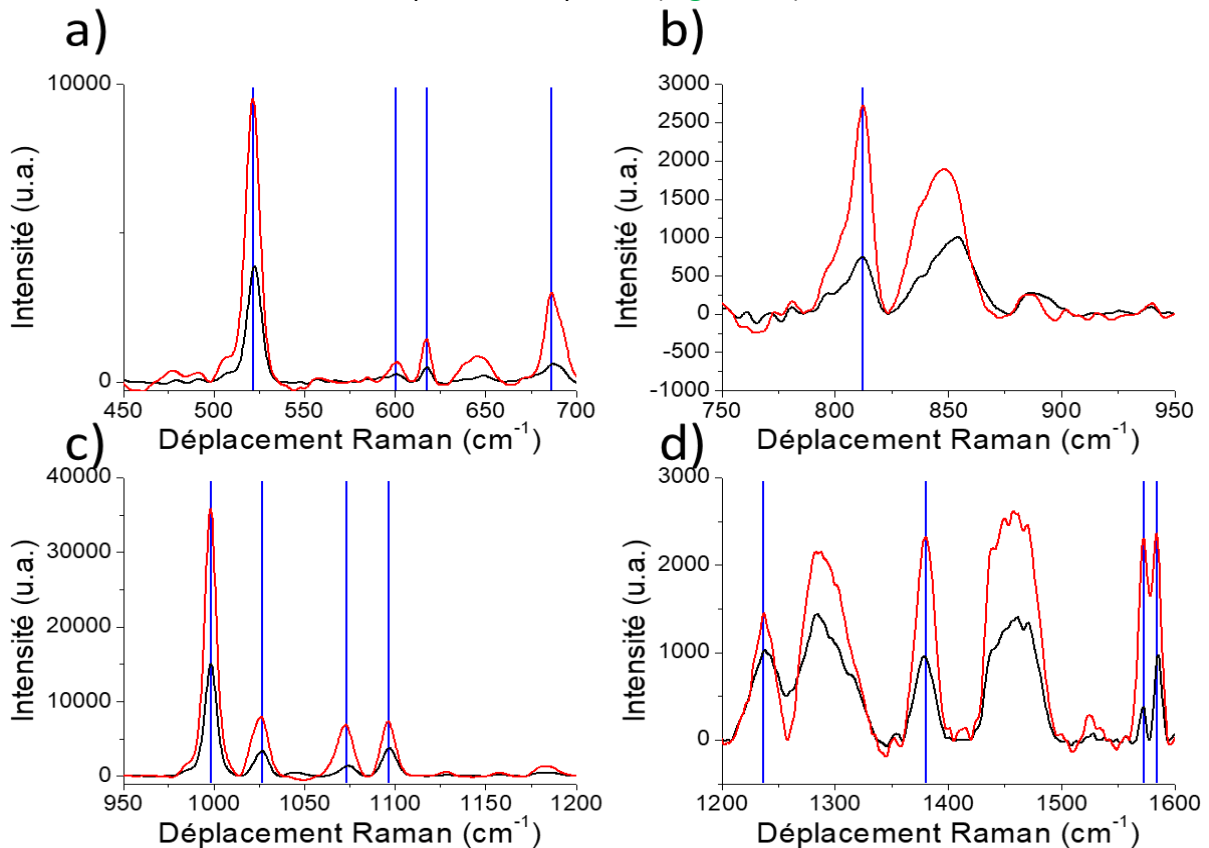 a)
b)
10000
0
Intensité (u.a.)
450 500 550 600 650 700
Déplacement Raman (cm⁻¹)
3000
2500
2000
1500
1000
500
0
-500
-1000
Intensité (u.a.)
750 800 850 900 950
Déplacement Raman (cm⁻¹)
c)
d)
40000
30000
20000
10000
0
Intensité (u.a.)
950 1000 1050 1100 1150 1200
Déplacement Raman (cm⁻¹)
3000
2000
1000
0
Intensité (u.a.)
1200 1300 1400 1500 1600
Déplacement Raman (cm⁻¹)